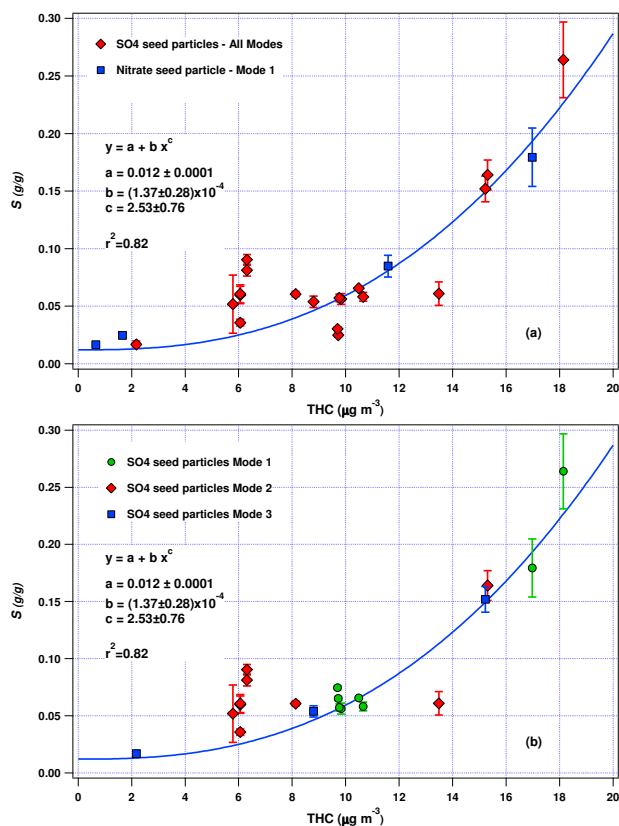 0.30
0.25
0.20
0.15
0.10
0.05
0.00
S (g/g)
SO4 seed particles - All Modes
Nitrate seed particle - Mode 1
y = a + b x^c
a = 0.012 ± 0.0001
b = (1.37±0.28)x10^-4
c = 2.53±0.76
r^2=0.82
(a)
0 2 4 6 8 10 12 14 16 18 20
THC (µg m^-3)
0.30
0.25
0.20
0.15
0.10
0.05
0.00
S (g/g)
SO4 seed particles Mode 1
SO4 seed particles Mode 2
SO4 seed particles Mode 3
y = a + b x^c
a = 0.012 ± 0.0001
b = (1.37±0.28)x10^-4
c = 2.53±0.76
r^2=0.82
(b)
0 2 4 6 8 10 12 14 16 18 20
THC (µg m^-3)